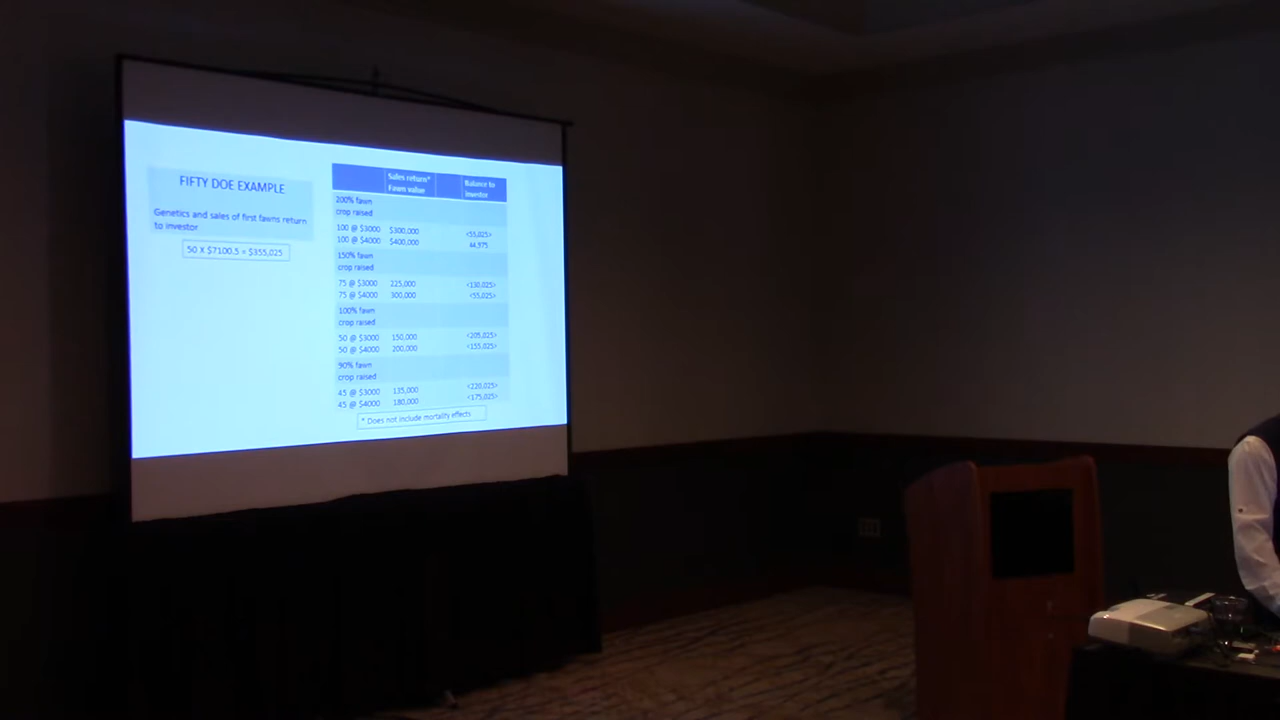 FIFTY DOE EXAMPLE
Genetics and sales of first fawns return
to investor
50 X $7100.5 = $355,025
Sales return* Balance to
Fawn value investor
200% fawn
crop raised
100 @ $3000 $300,000 <55,025>
100 @ $4000 $400,000 44,975
150% fawn
crop raised
75 @ $3000 225,000 <130,025>
75 @ $4000 300,000 <55,025>
100% fawn
crop raised
50 @ $3000 150,000 <205,025>
50 @ $4000 200,000 <155,025>
90% fawn
crop raised
45 @ $3000 135,000 <220,025>
45 @ $4000 180,000 <175,025>
* Does not include mortality effects